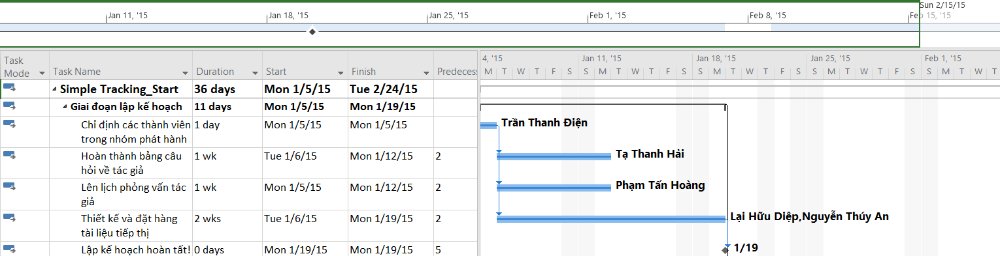 Sun 2/15/15
Jan 11, '15 Jan 18, '15 Jan 25, '15 Feb 1, '15 Feb 8, '15 Feb 15, '15
Task Mode Task Name Duration Start Finish Predecess
4, '15 Jan 11, '15 Jan 18, '15 Jan 25, '15 Feb 1, '15
M T W T F S S M T W T F S S M T W T F S S M T W T F S S M T W T
Simple Tracking_Start 36 days Mon 1/5/15 Tue 2/24/15
Giai đoạn lập kế hoạch 11 days Mon 1/5/15 Mon 1/19/15
Chỉ định các thành viên 1 day Mon 1/5/15 Mon 1/5/15 Trần Thanh Điện
trong nhóm phát hành
Hoàn thành bảng câu 1 wk Tue 1/6/15 Mon 1/12/15 2 Tạ Thanh Hải
hỏi về tác giả
Lên lịch phỏng vấn tác 1 wk Mon 1/5/15 Mon 1/12/15 2 Phạm Tấn Hoàng
giả
Thiết kế và đặt hàng 2 wks Tue 1/6/15 Mon 1/19/15 2 Lại Hữu Diệp,Nguyễn Thúy An
tài liệu tiếp thị
Lập kế hoạch hoàn tất! 0 days Mon 1/19/15 Mon 1/19/15 5 1/19